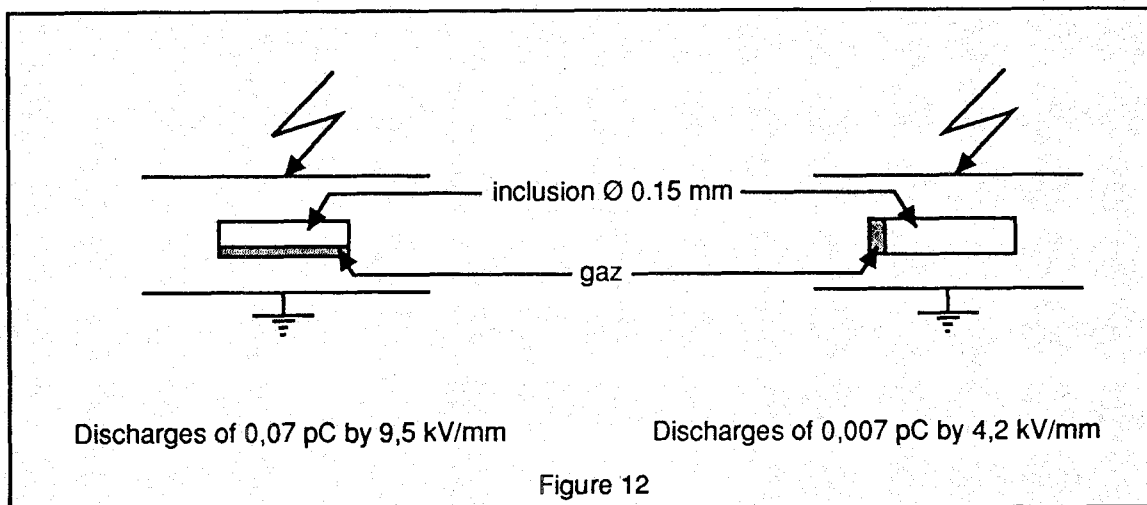 inclusion Ø 0.15 mm
gaz
Discharges of 0,07 pC by 9,5 kV/mm
Discharges of 0,007 pC by 4,2 kV/mm
Figure 12